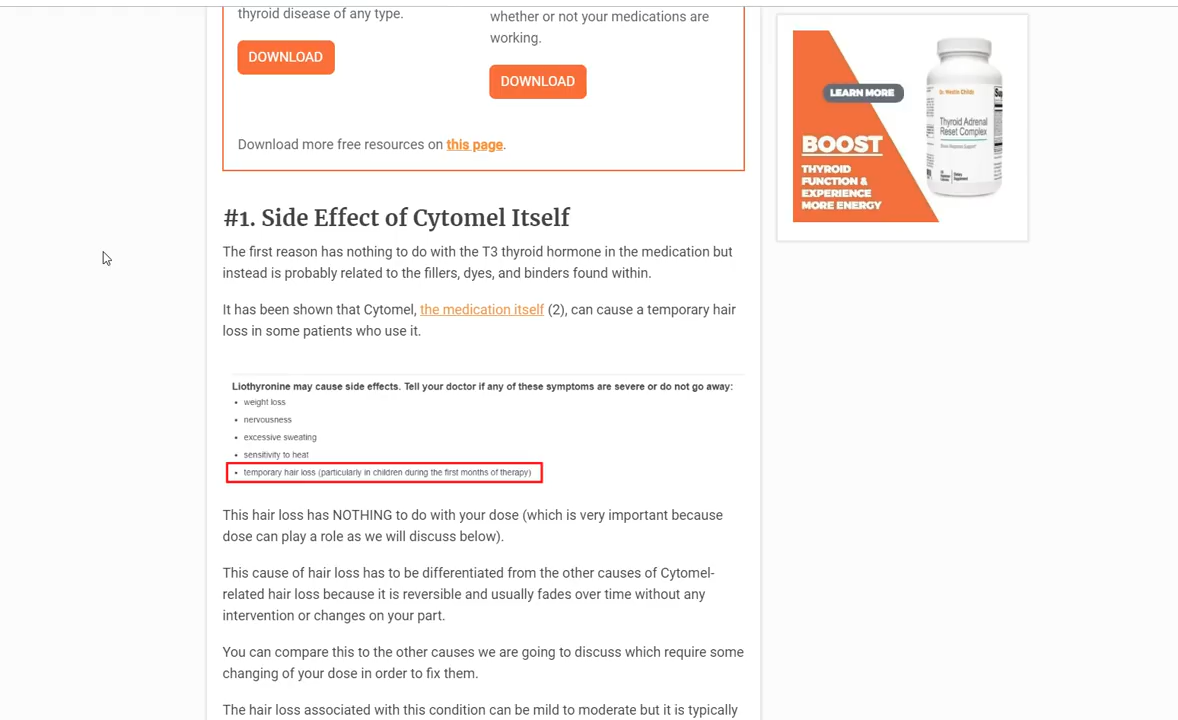 thyroid disease of any type.
DOWNLOAD
whether or not your medications are
working.
DOWNLOAD
Download more free resources on this page.
#1. Side Effect of Cytomel Itself
The first reason has nothing to do with the T3 thyroid hormone in the medication but
instead is probably related to the fillers, dyes, and binders found within.
It has been shown that Cytomel, the medication itself (2), can cause a temporary hair
loss in some patients who use it.
Liothyronine may cause side effects. Tell your doctor if any of these symptoms are severe or do not go away:
• weight loss
• nervousness
• excessive sweating
• sensitivity to heat
• temporary hair loss (particularly in children during the first months of therapy)
This hair loss has NOTHING to do with your dose (which is very important because
dose can play a role as we will discuss below).
This cause of hair loss has to be differentiated from the other causes of Cytomel-
related hair loss because it is reversible and usually fades over time without any
intervention or changes on your part.
You can compare this to the other causes we are going to discuss which require some
changing of your dose in order to fix them.
The hair loss associated with this condition can be mild to moderate but it is typically
LEARN MORE
BOOST
THYROID
FUNCTION &
EXPERIENCE
MORE ENERGY
Dr. Westin Childs
Thyroid Adrenal
Reset Complex